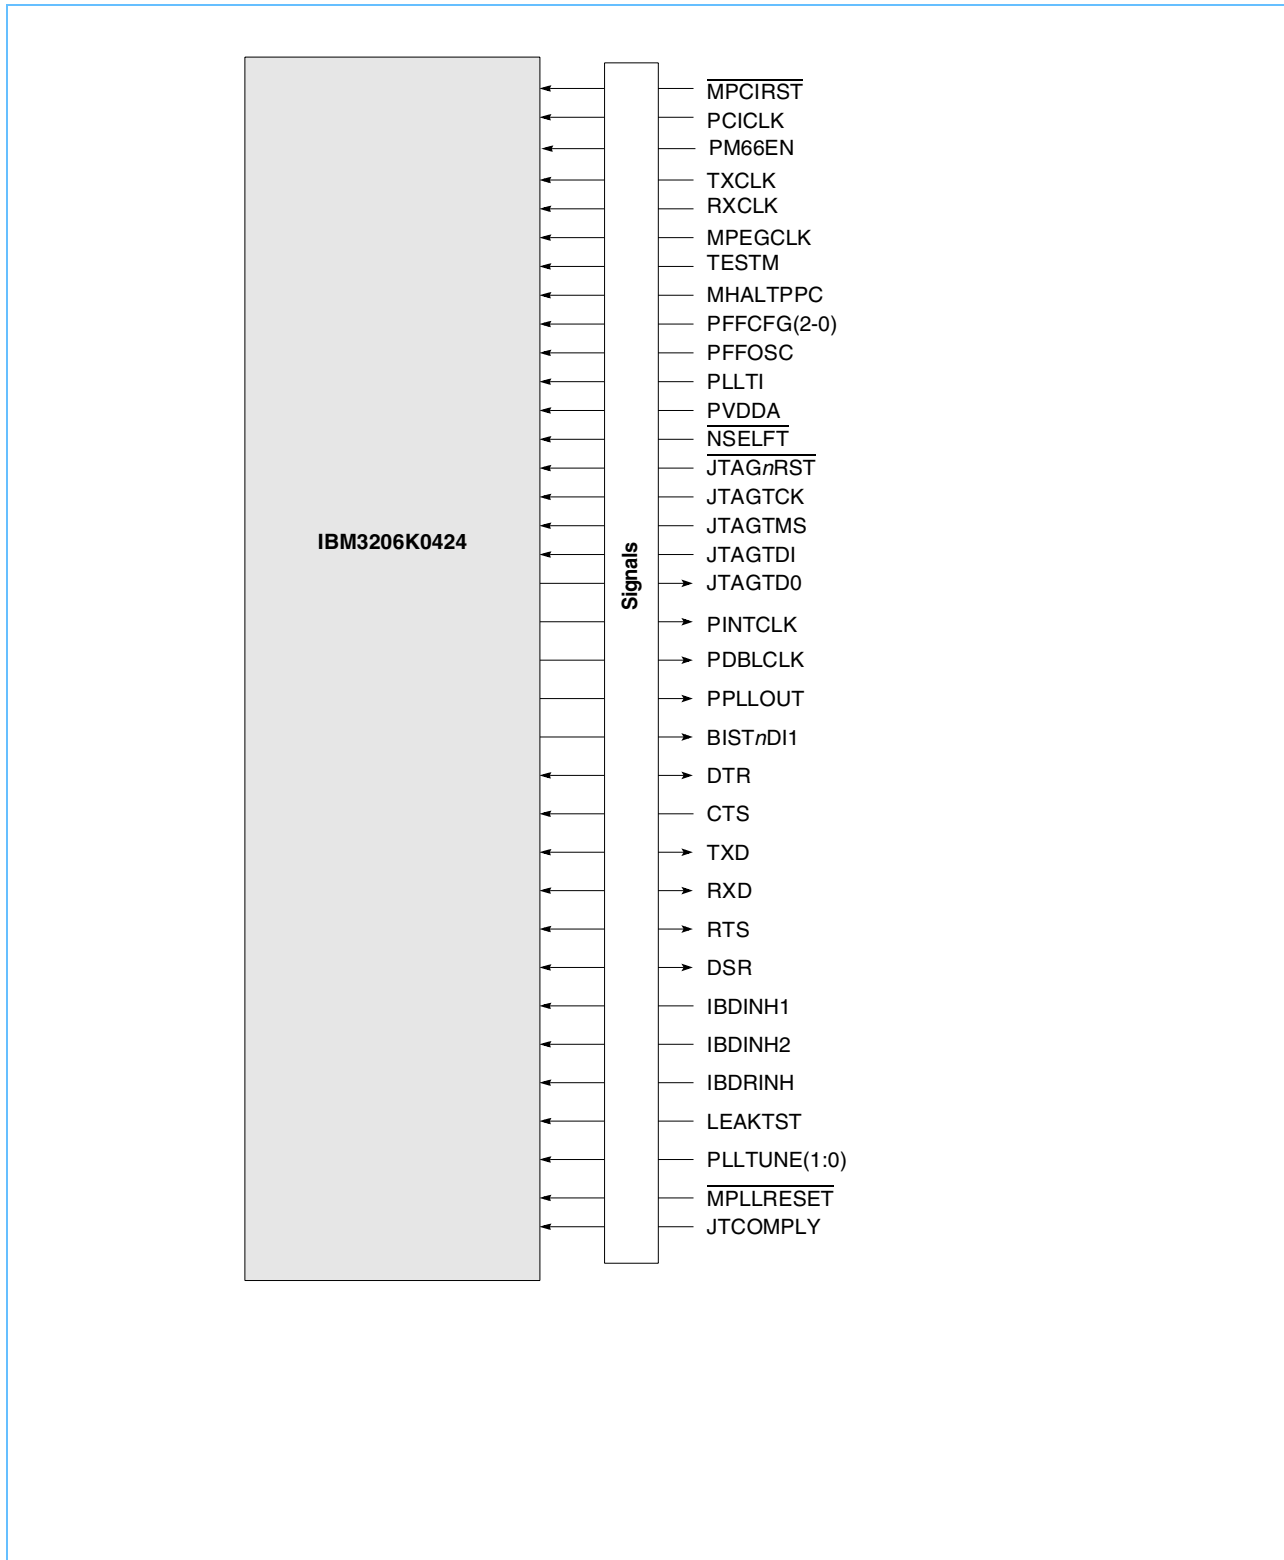 MPCIRST
PCICLK
PM66EN
TXCLK
RXCLK
MPEGCLK
TESTM
MHALTPPC
PFFCFG(2-0)
PFFOSC
PLLTI
PVDDA
NSELFT
JTAGnRST
JTAGTCK
JTAGTMS
IBM3206K0424
JTAGTDI
Signals
JTAGTD0
PINTCLK
PDBLCLK
PPLLOUT
BISTnDI1
DTR
CTS
TXD
RXD
RTS
DSR
IBDINH1
IBDINH2
IBDRINH
LEAKTST
PLLTUNE(1:0)
MPLLRESET
JTCOMPLY